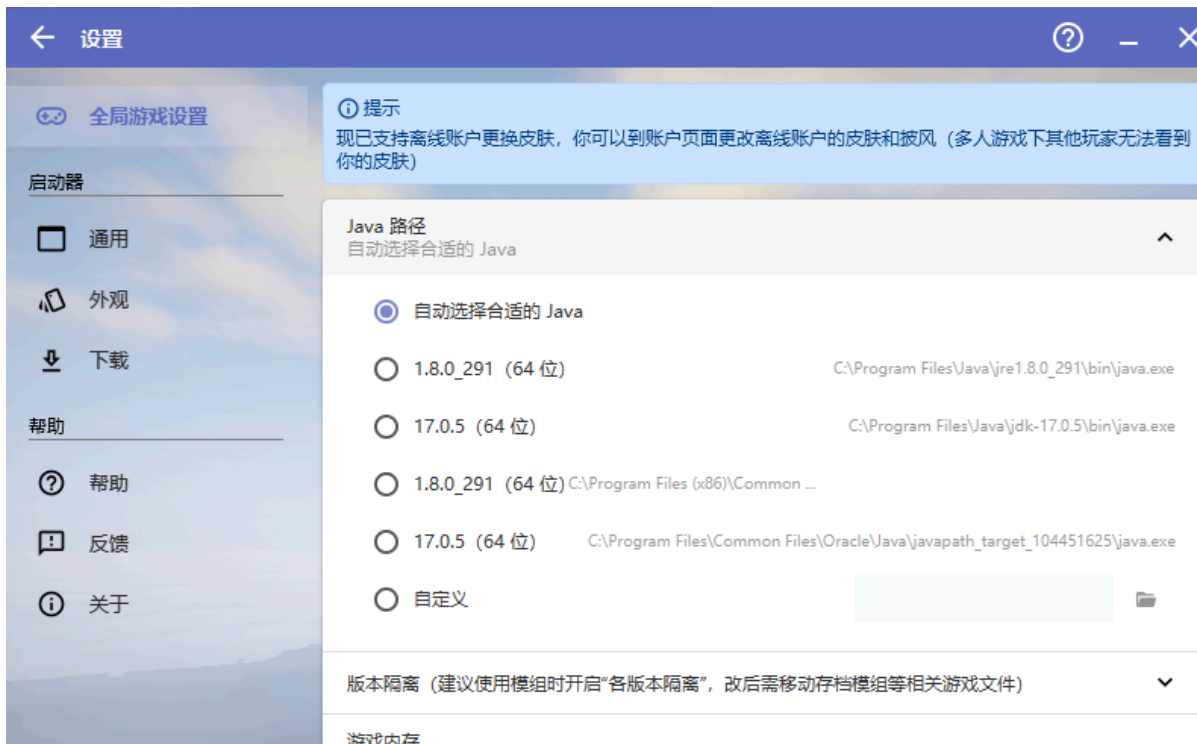 设置
全局游戏设置
启动器
通用
外观
下载
帮助
帮助
反馈
关于
提示
现已支持离线账户更换皮肤，你可以到账户页面更改离线账户的皮肤和披风（多人游戏下其他玩家无法看到
你的皮肤）
Java 路径
自动选择合适的 Java
自动选择合适的 Java
1.8.0_291（64 位） C:\Program Files\Java\jre1.8.0_291\bin\java.exe
17.0.5（64 位） C:\Program Files\Java\jdk-17.0.5\bin\java.exe
1.8.0_291（64 位） C:\Program Files (x86)\Common ...
17.0.5（64 位） C:\Program Files\Common Files\Oracle\Java\javapath_target_104451625\java.exe
自定义
版本隔离（建议使用模组时开启“各版本隔离”，改后需移动存档模组等相关游戏文件）
游戏内存